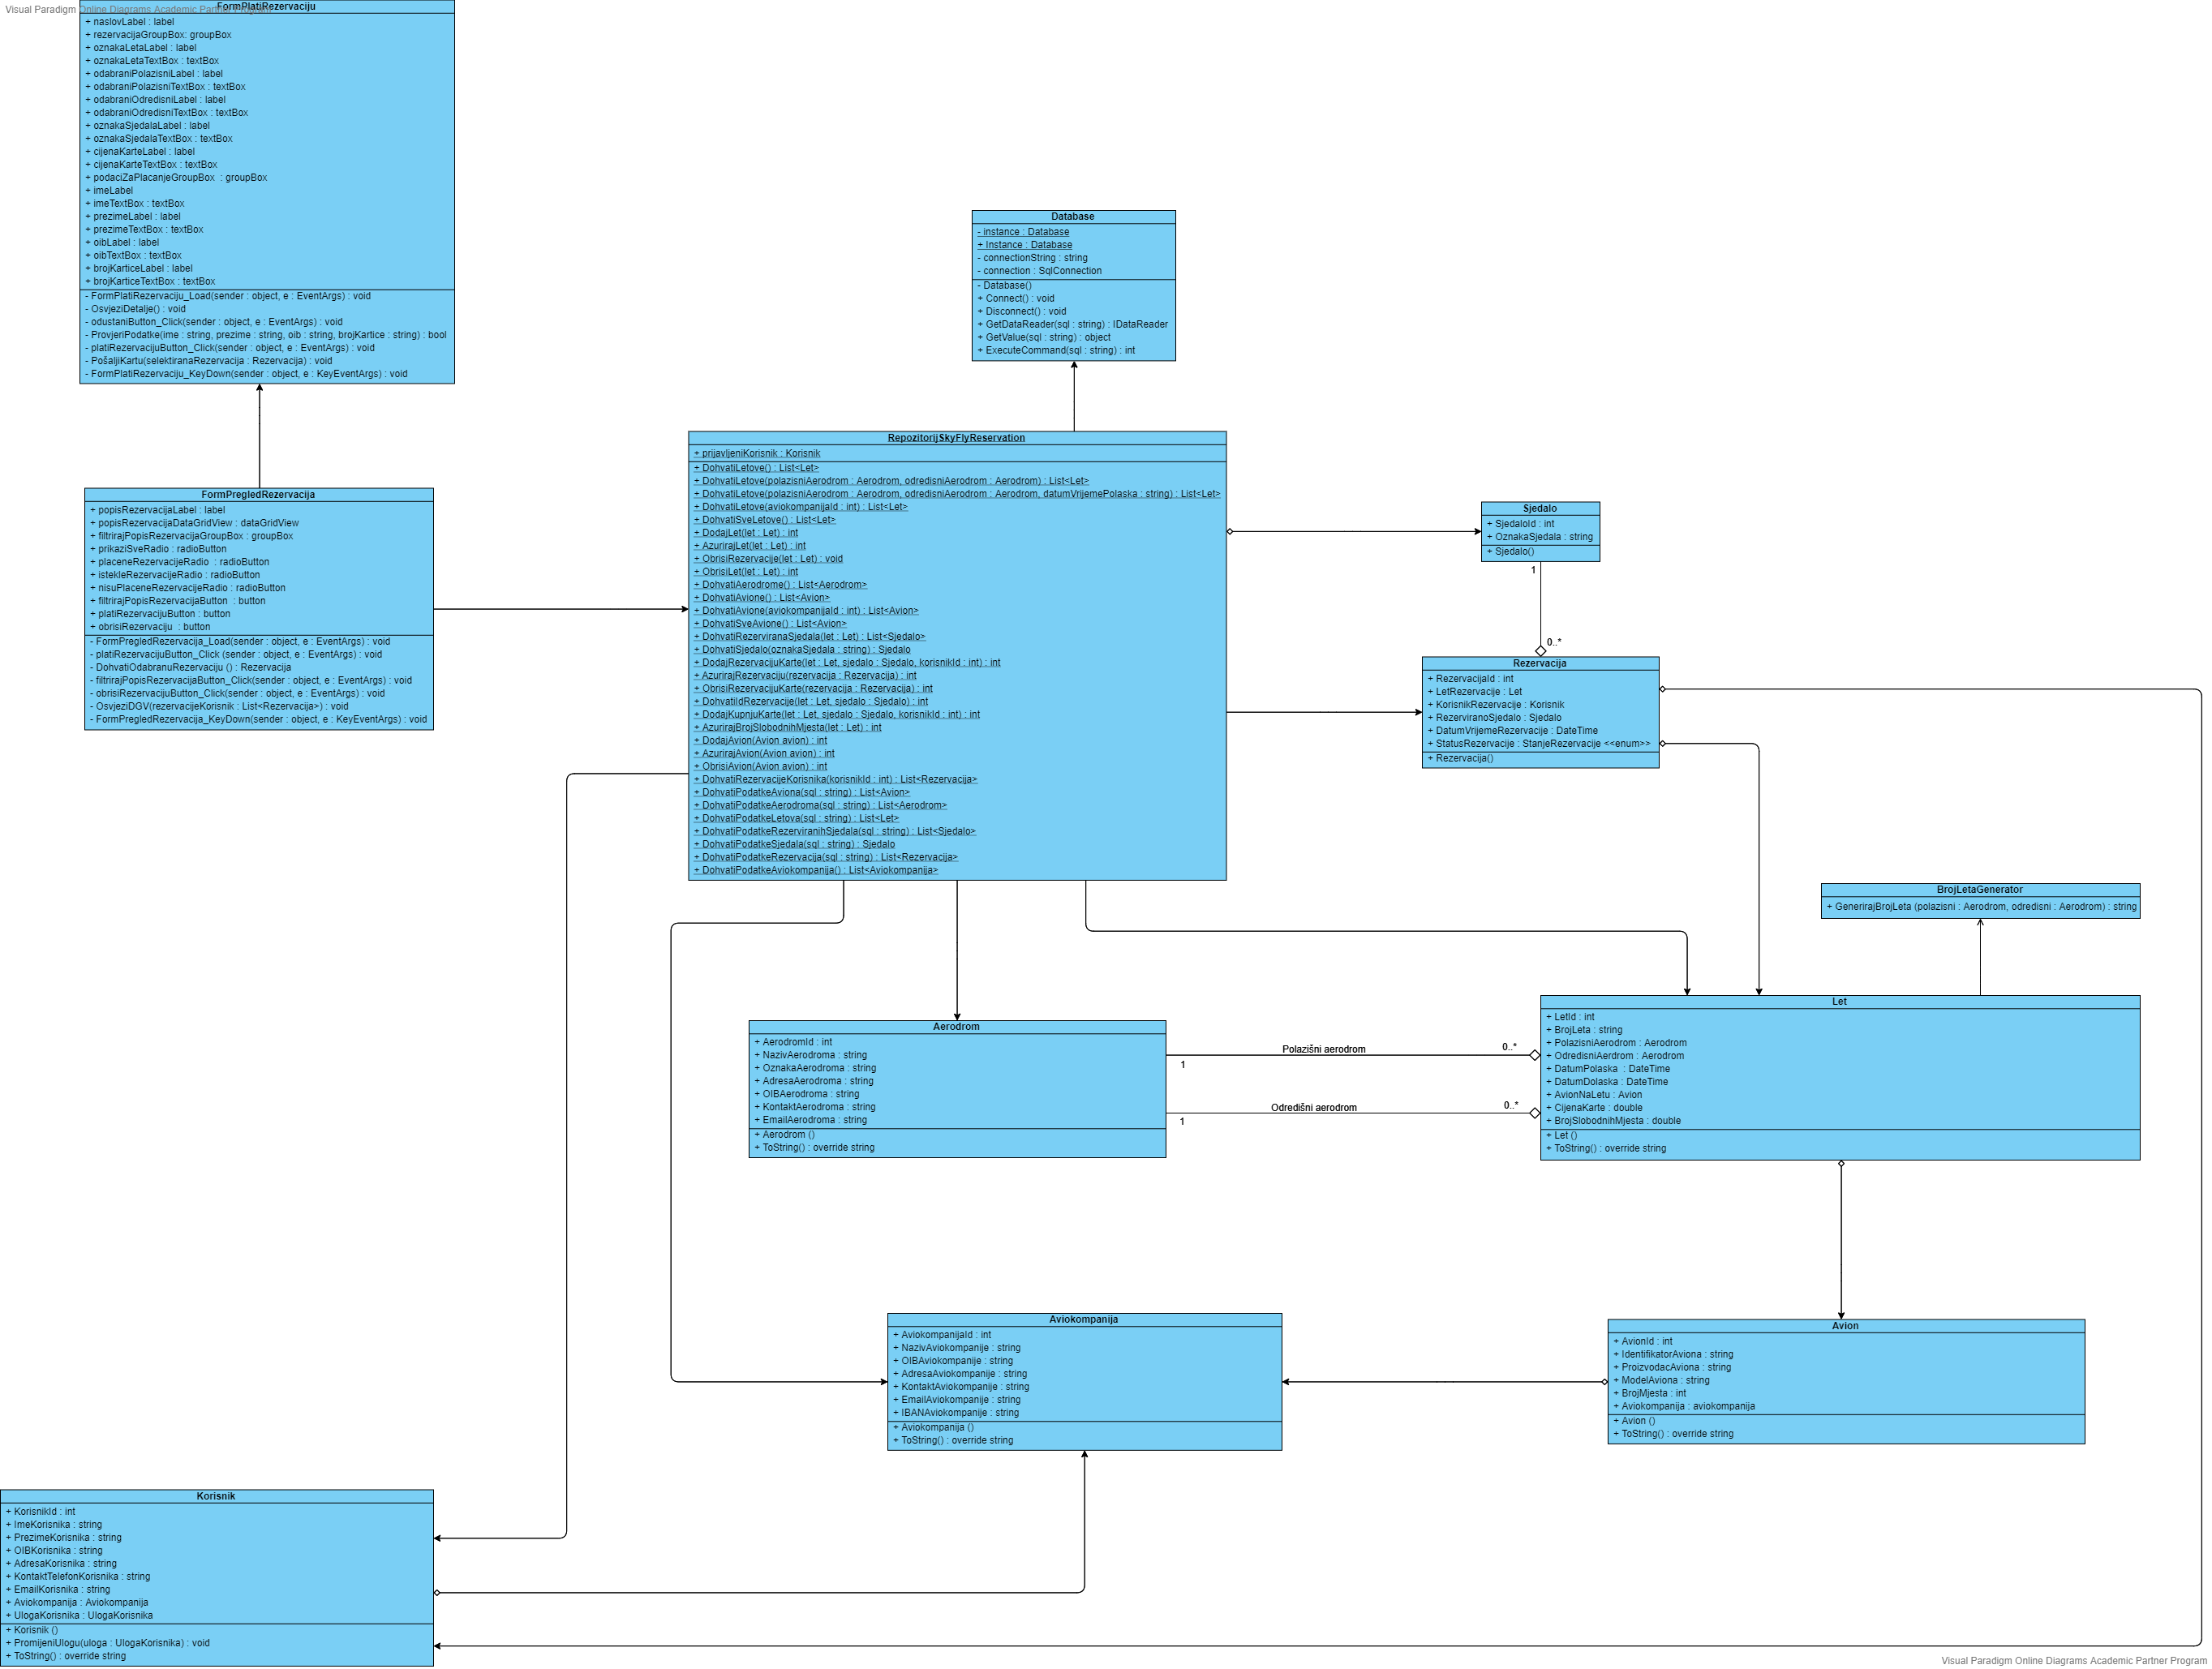 Visual Paradigm Online Diagrams Academic Partner Program
FormPlatiRezervaciju
+ naslovLabel : label
+ rezervacijaGroupBox: groupBox
+ oznakaLetaLabel : label
+ oznakaLetaTextBox : textBox
+ odabraniPolazisniLabel : label
+ odabraniPolazisniTextBox : textBox
+ odabraniOdredisniLabel : label
+ odabraniOdredisniTextBox : textBox
+ oznakaSjedalaLabel : label
+ oznakaSjedalaTextBox : textBox
+ cijenaKarteLabel : label
+ cijenaKarteTextBox : textBox
+ podaciZaPlacanjeGroupBox : groupBox
+ imeLabel
+ imeTextBox : textBox
+ prezimeLabel : label
+ prezimeTextBox : textBox
+ oibLabel : label
+ oibTextBox : textBox
+ brojKarticeLabel : label
+ brojKarticeTextBox : textBox
- FormPlatiRezervaciju_Load(sender : object, e : EventArgs) : void
- OsvjeziDetalje() : void
- odustaniButton_Click(sender : object, e : EventArgs) : void
- ProvjeriPodatke(ime : string, prezime : string, oib : string, brojKartice : string) : bool
- platiRezervacijuButton_Click(sender : object, e : EventArgs) : void
- PošaljiKartu(selektiranaRezervacija : Rezervacija) : void
- FormPlatiRezervaciju_KeyDown(sender : object, e : KeyEventArgs) : void
Database
- instance : Database
+ Instance : Database
- connectionString : string
- connection : SqlConnection
- Database()
+ Connect() : void
+ Disconnect() : void
+ GetDataReader(sql : string) : IDataReader
+ GetValue(sql : string) : object
+ ExecuteCommand(sql : string) : int
FormPregledRezervacija
+ popisRezervacijaLabel : label
+ popisRezervacijaDataGridView : dataGridView
+ filtrirajPopisRezervacijaGroupBox : groupBox
+ prikaziSveRadio : radioButton
+ placeneRezervacijeRadio : radioButton
+ istekleRezervacijeRadio : radioButton
+ nisuPlaceneRezervacijeRadio : radioButton
+ filtrirajPopisRezervacijaButton : button
+ platiRezervacijuButton : button
+ obrisiRezervaciju : button
- FormPregledRezervacija_Load(sender : object, e : EventArgs) : void
- platiRezervacijuButton_Click (sender : object, e : EventArgs) : void
- DohvatiOdabranuRezervaciju () : Rezervacija
- filtrirajPopisRezervacijaButton_Click(sender : object, e : EventArgs) : void
- obrisiRezervacijuButton_Click(sender : object, e : EventArgs) : void
- OsvjeziDGV(rezervacijeKorisnik : List<Rezervacija>) : void
- FormPregledRezervacija_KeyDown(sender : object, e : KeyEventArgs) : void
RepozitorijSkyFlyReservation
+ prijavljeniKorisnik : Korisnik
+ DohvatiLetove() : List<Let>
+ DohvatiLetove(polazisniAerodrom : Aerodrom, odredisniAerodrom : Aerodrom) : List<Let>
+ DohvatiLetove(polazisniAerodrom : Aerodrom, odredisniAerodrom : Aerodrom, datumVrijemePolaska : string) : List<Let>
+ DohvatiLetove(aviokompanijaId : int) : List<Let>
+ DohvatiSveLetove() : List<Let>
+ DodajLet(let : Let) : int
+ AzurirajLet(let : Let) : int
+ ObrisiRezervacije(let : Let) : void
+ ObrisiLet(let : Let) : int
+ DohvatiAerodrome() : List<Aerodrom>
+ DohvatiAvione() : List<Avion>
+ DohvatiAvione(aviokompanijaId : int) : List<Avion>
+ DohvatiSveAvione() : List<Avion>
+ DohvatiRezerviranaSjedala(let : Let) : List<Sjedalo>
+ DohvatiSjedalo(oznakaSjedala : string) : Sjedalo
+ DodajRezervacijuKarte(let : Let, sjedalo : Sjedalo, korisnikId : int) : int
+ AzurirajRezervaciju(rezervacija : Rezervacija) : int
+ ObrisiRezervacijuKarte(rezervacija : Rezervacija) : int
+ DohvatiIdRezervacije(let : Let, sjedalo : Sjedalo) : int
+ DodajKupnjuKarte(let : Let, sjedalo : Sjedalo, korisnikId : int) : int
+ AzurirajBrojSlobodnihMjesta(let : Let) : int
+ DodajAvion(Avion avion) : int
+ AzurirajAvion(Avion avion) : int
+ ObrisiAvion(Avion avion) : int
+ DohvatiRezervacijeKorisnika(korisnikId : int) : List<Rezervacija>
+ DohvatiPodatkeAviona(sql : string) : List<Avion>
+ DohvatiPodatkeAerodroma(sql : string) : List<Aerodrom>
+ DohvatiPodatkeLetova(sql : string) : List<Let>
+ DohvatiPodatkeRezerviranihSjedala(sql : string) : List<Sjedalo>
+ DohvatiPodatkeSjedala(sql : string) : Sjedalo
+ DohvatiPodatkeRezervacija(sql : string) : List<Rezervacija>
+ DohvatiPodatkeAviokompanija() : List<Aviokompanija>
Sjedalo
+ SjedaloId : int
+ OznakaSjedala : string
+ Sjedalo()
1
0..*
Rezervacija
+ RezervacijaId : int
+ LetRezervacije : Let
+ KorisnikRezervacije : Korisnik
+ RezerviranoSjedalo : Sjedalo
+ DatumVrijemeRezervacije : DateTime
+ StatusRezervacije : StanjeRezervacije <<enum>>
+ Rezervacija()
BrojLetaGenerator
+ GenerirajBrojLeta (polazisni : Aerodrom, odredisni : Aerodrom) : string
Aerodrom
+ AerodromId : int
+ NazivAerodroma : string
+ OznakaAerodroma : string
+ AdresaAerodroma : string
+ OIBAerodroma : string
+ KontaktAerodroma : string
+ EmailAerodroma : string
+ Aerodrom ()
+ ToString() : override string
Polazišni aerodrom
1
0..*
Odredišni aerodrom
1
0..*
Let
+ LetId : int
+ BrojLeta : string
+ PolazisniAerodrom : Aerodrom
+ OdredisniAerdrom : Aerodrom
+ DatumPolaska : DateTime
+ DatumDolaska : DateTime
+ AvionNaLetu : Avion
+ CijenaKarte : double
+ BrojSlobodnihMjesta : double
+ Let ()
+ ToString() : override string
Aviokompanija
+ AviokompanijaId : int
+ NazivAviokompanije : string
+ OIBAviokompanije : string
+ AdresaAviokompanije : string
+ KontaktAviokompanije : string
+ EmailAviokompanije : string
+ IBANAviokompanije : string
+ Aviokompanija ()
+ ToString() : override string
Avion
+ AvionId : int
+ IdentifikatorAviona : string
+ ProizvodacAviona : string
+ ModelAviona : string
+ BrojMjesta : int
+ Aviokompanija : aviokompanija
+ Avion ()
+ ToString() : override string
Korisnik
+ KorisnikId : int
+ ImeKorisnika : string
+ PrezimeKorisnika : string
+ OIBKorisnika : string
+ AdresaKorisnika : string
+ KontaktTelefonKorisnika : string
+ EmailKorisnika : string
+ Aviokompanija : Aviokompanija
+ UlogaKorisnika : UlogaKorisnika
+ Korisnik ()
+ PromijeniUlogu(uloga : UlogaKorisnika) : void
+ ToString() : override string
Visual Paradigm Online Diagrams Academic Partner Program